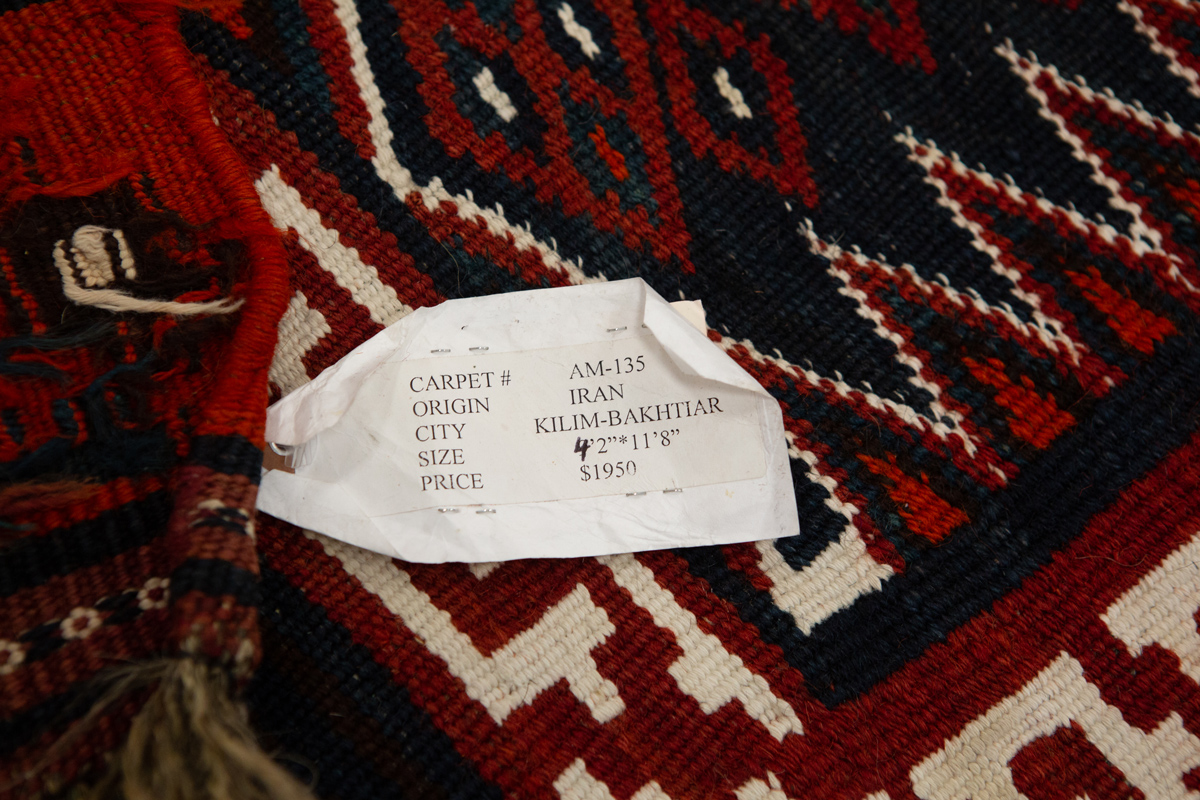 CARPET # AM-135
ORIGIN IRAN
CITY KILIM-BAKHTIAR
SIZE 4'2”*11'8”
PRICE $1950